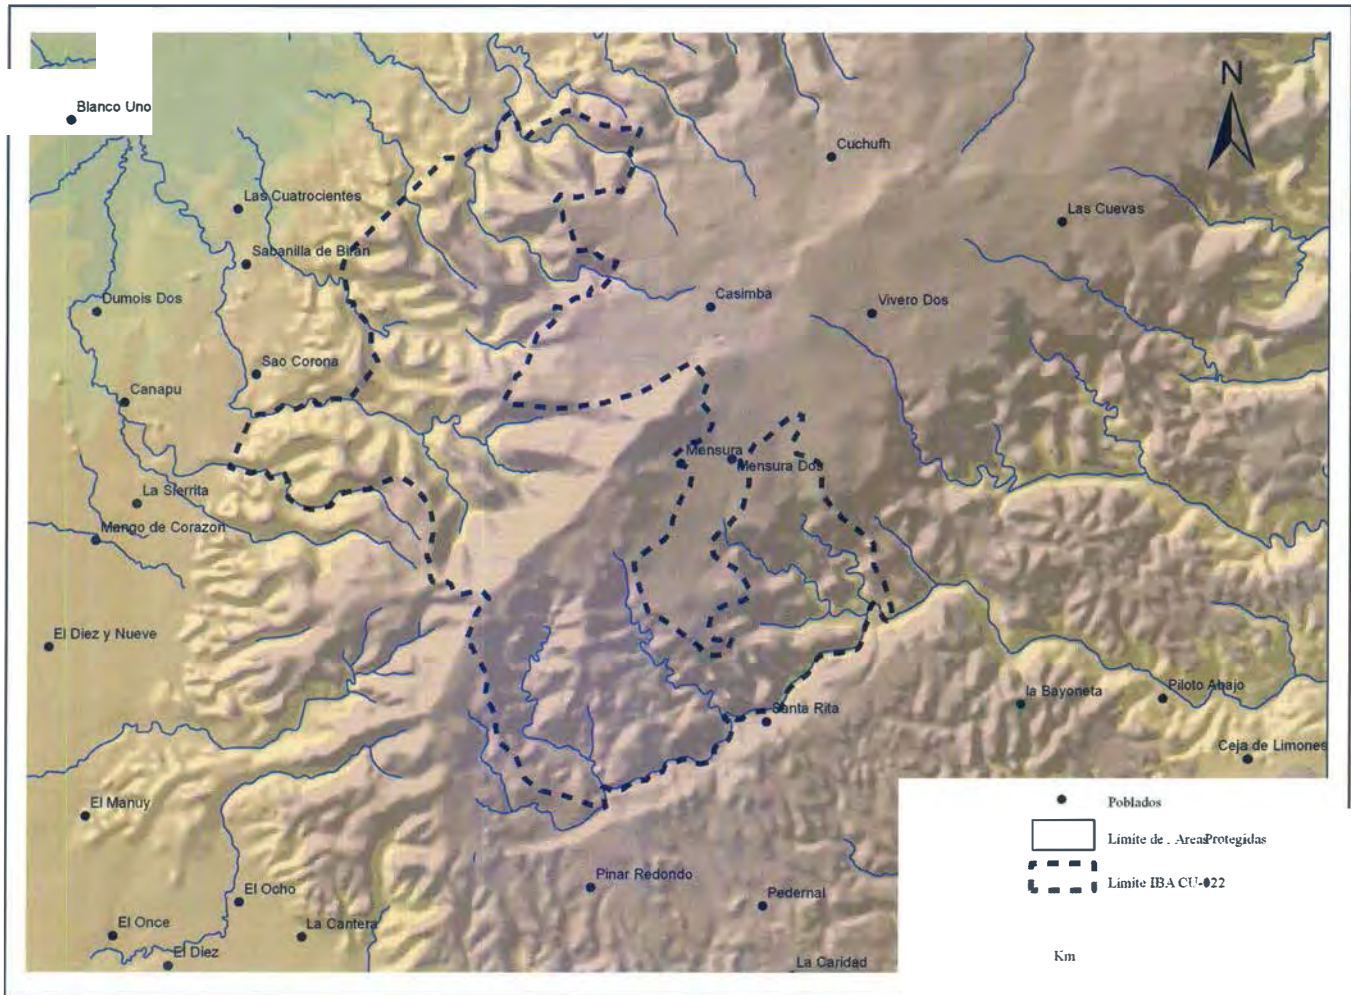 N
Blanco Uno
Cuchufh
Las Cuatrocientes
Las Cuevas
Sabanilla de Birán
Dumois Dos
Casimba
Vivero Dos
Sao Corona
Canapu
Mensura
Mensura Dos
La Sierrita
Mango de Corazon
El Diez y Nueve
la Bayoneta
Piloto Abajo
Santa Rita
Ceja de Limones
El Manuy
Poblados
Límite de . AreasProtegidas
Pinar Redondo
Límite IBA CU-022
El Ocho
Pedernal
El Once
La Cantera
El Diez
Km
La Caridad